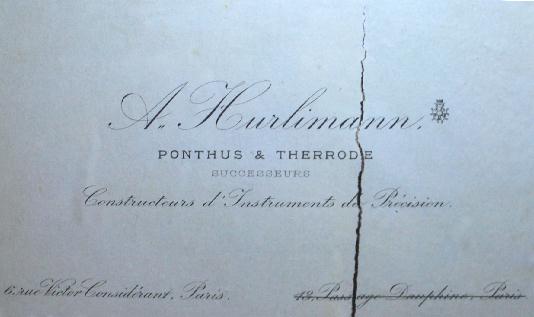 A. Hurlimann.
PONTHUS & THERRODE
SUCCESSEURS
Constructeurs d'Instruments de Précision.
6, rue Victor Considérant, Paris.
12, Passage Dauphine, Paris